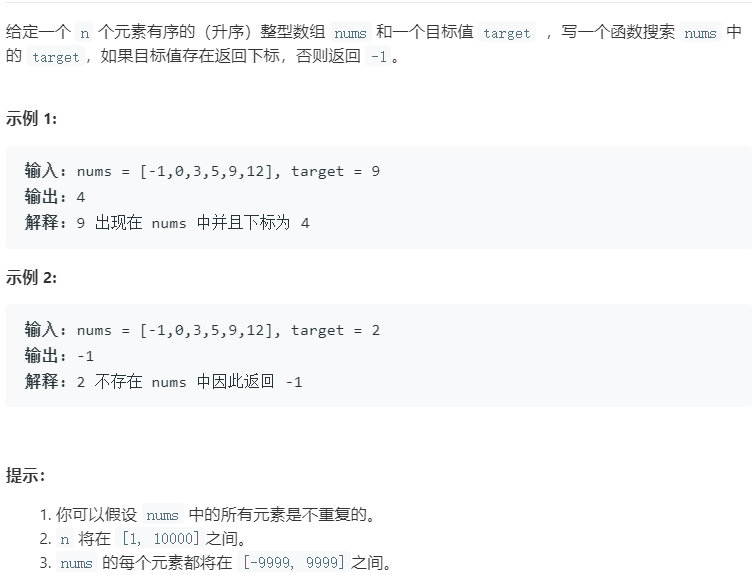 给定一个 n 个元素有序的（升序）整型数组 nums 和一个目标值 target ，写一个函数搜索 nums 中
的 target，如果目标值存在返回下标，否则返回 -1。
示例 1:
输入: nums = [-1,0,3,5,9,12], target = 9
输出: 4
解释: 9 出现在 nums 中并且下标为 4
示例 2:
输入: nums = [-1,0,3,5,9,12], target = 2
输出: -1
解释: 2 不存在 nums 中因此返回 -1
提示：
1. 你可以假设 nums 中的所有元素是不重复的。
2. n 将在 [1, 10000]之间。
3. nums 的每个元素都将在 [-9999, 9999]之间。